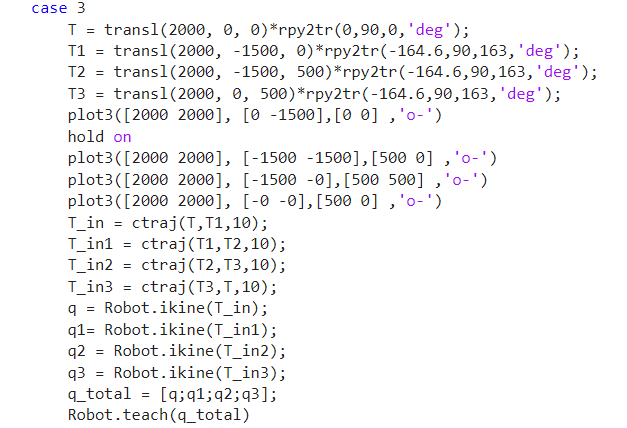 case 3
T = transl(2000, 0, 0)*rpy2tr(0,90,0,'deg');
T1 = transl(2000, -1500, 0)*rpy2tr(-164.6,90,163,'deg');
T2 = transl(2000, -1500, 500)*rpy2tr(-164.6,90,163,'deg');
T3 = transl(2000, 0, 500)*rpy2tr(-164.6,90,163,'deg');
plot3([2000 2000], [0 -1500],[0 0] ,'o-')
hold on
plot3([2000 2000], [-1500 -1500],[500 0] ,'o-')
plot3([2000 2000], [-1500 -0],[500 500] ,'o-')
plot3([2000 2000], [-0 -0],[500 0] ,'o-')
T_in = ctraj(T,T1,10);
T_in1 = ctraj(T1,T2,10);
T_in2 = ctraj(T2,T3,10);
T_in3 = ctraj(T3,T,10);
q = Robot.ikine(T_in);
q1= Robot.ikine(T_in1);
q2 = Robot.ikine(T_in2);
q3 = Robot.ikine(T_in3);
q_total = [q;q1;q2;q3];
Robot.teach(q_total)